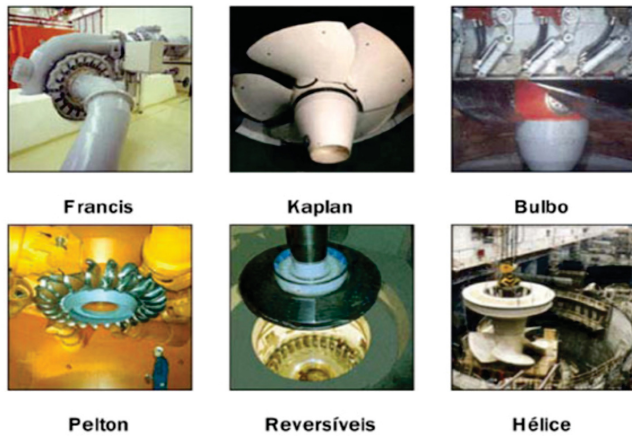 Francis
Kaplan
Bulbo
Pelton
Reversíveis
Hélice